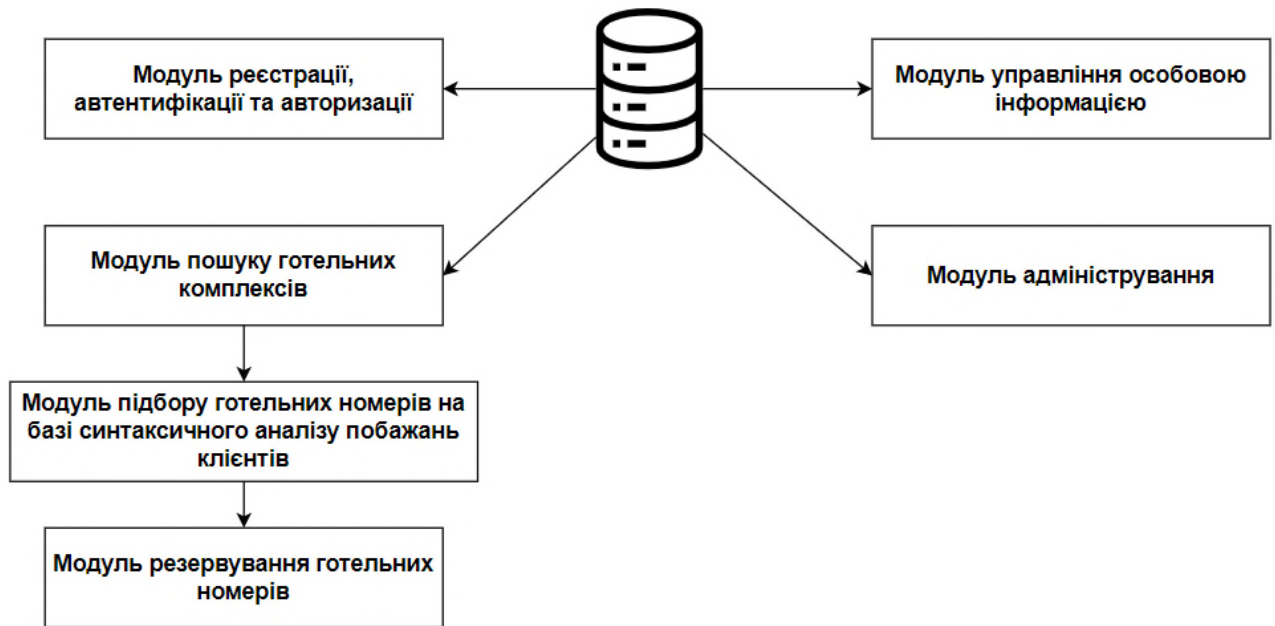 Модуль реєстрації,
автентифікації та авторизації
Модуль управління особовою
інформацією
Модуль пошуку готельних
комплексів
Модуль адміністрування
Модуль підбору готельних номерів на
базі синтаксичного аналізу побажань
клієнтів
Модуль резервування готельних
номерів